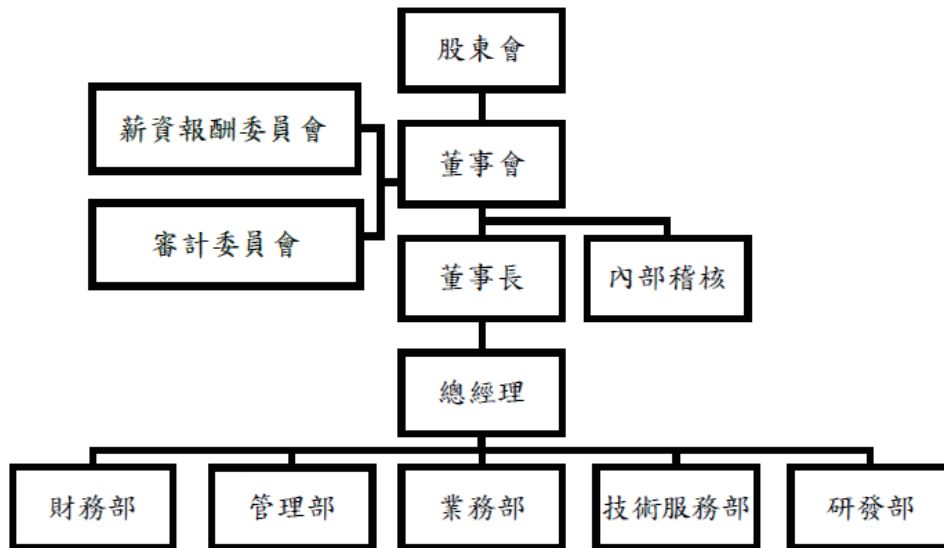 股東會
薪資報酬委員會
董事會
審計委員會
董事長
內部稽核
總經理
財務部
管理部
業務部
技術服務部
研發部